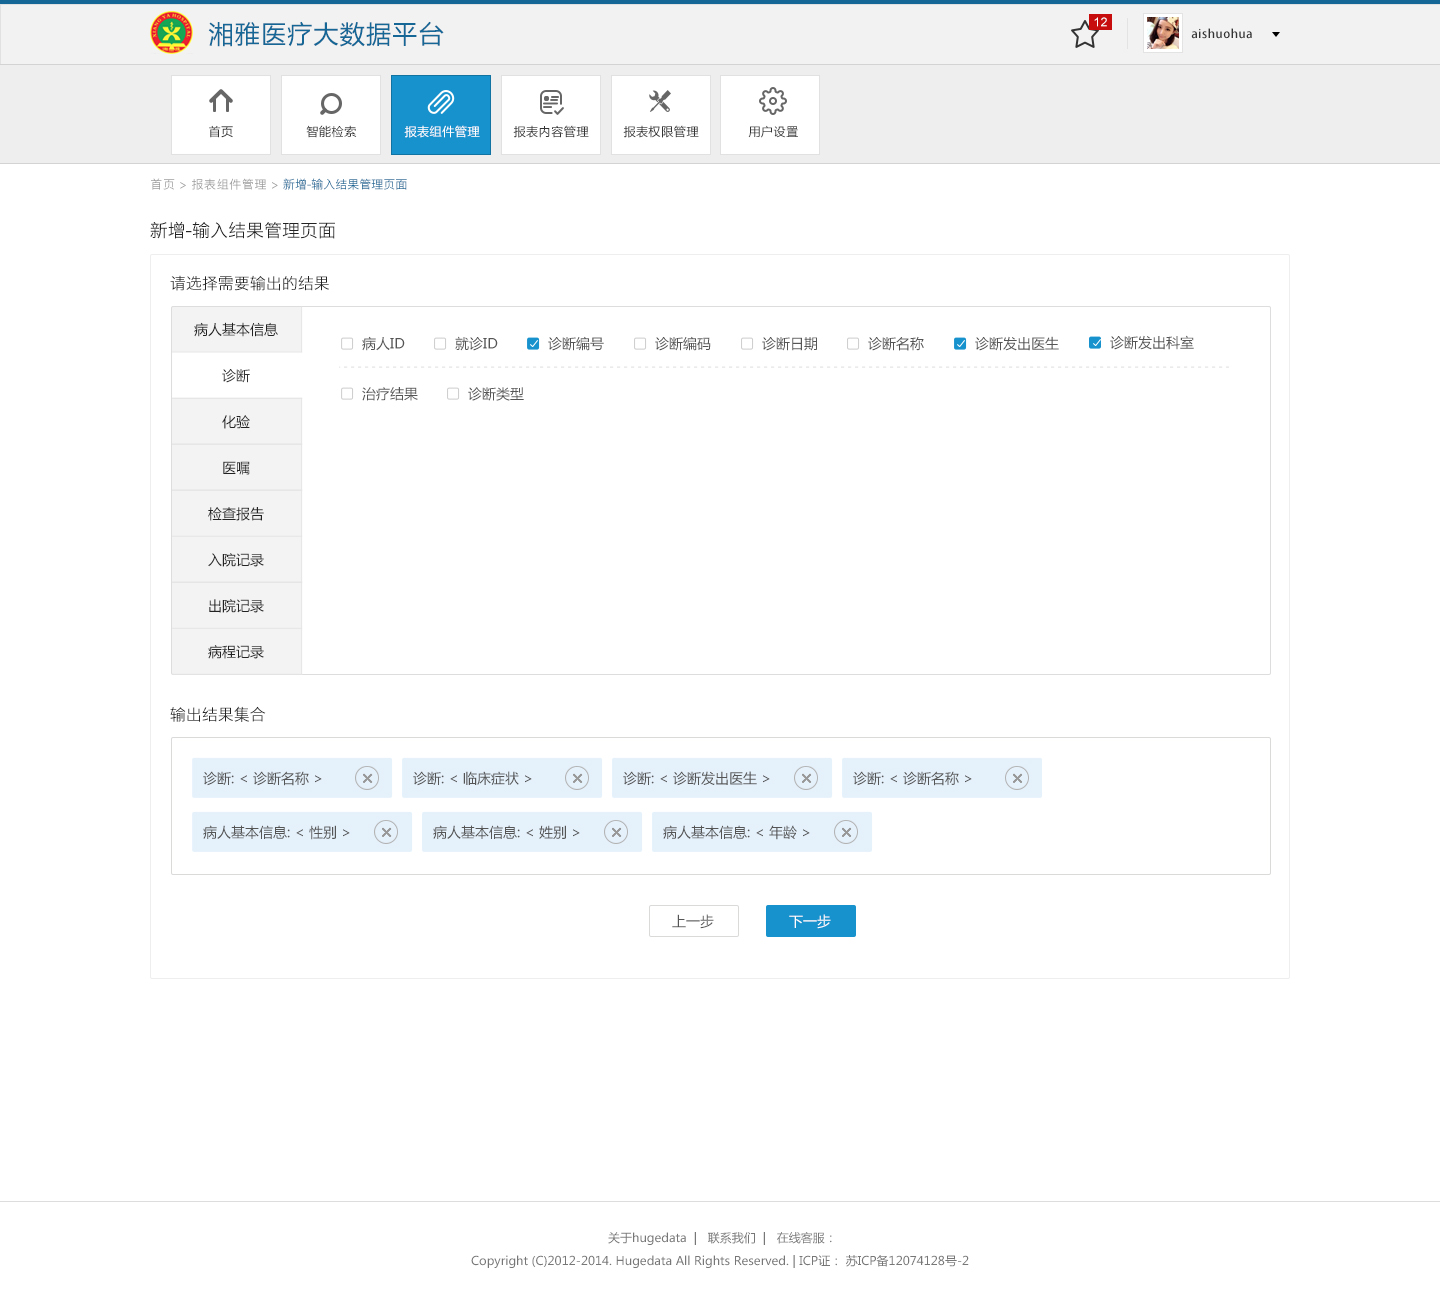 湘雅医疗大数据平台
12
aishuohua
首页 智能检索 报表组件管理 报表内容管理 报表权限管理 用户设置
首页 > 报表组件管理 > 新增-输入结果管理页面
新增-输入结果管理页面
请选择需要输出的结果
病人基本信息
诊断
化验
医嘱
检查报告
入院记录
出院记录
病程记录
病人ID 就诊ID 诊断编号 诊断编码 诊断日期 诊断名称 诊断发出医生 诊断发出科室
治疗结果 诊断类型
输出结果集合
诊断: < 诊断名称 > 诊断: < 临床症状 > 诊断: < 诊断发出医生 > 诊断: < 诊断名称 >
病人基本信息: < 性别 > 病人基本信息: < 姓别 > 病人基本信息: < 年龄 >
上一步 下一步
关于hugedata | 联系我们 | 在线客服：
Copyright (C)2012-2014. Hugedata All Rights Reserved. | ICP证： 苏ICP备12074128号-2